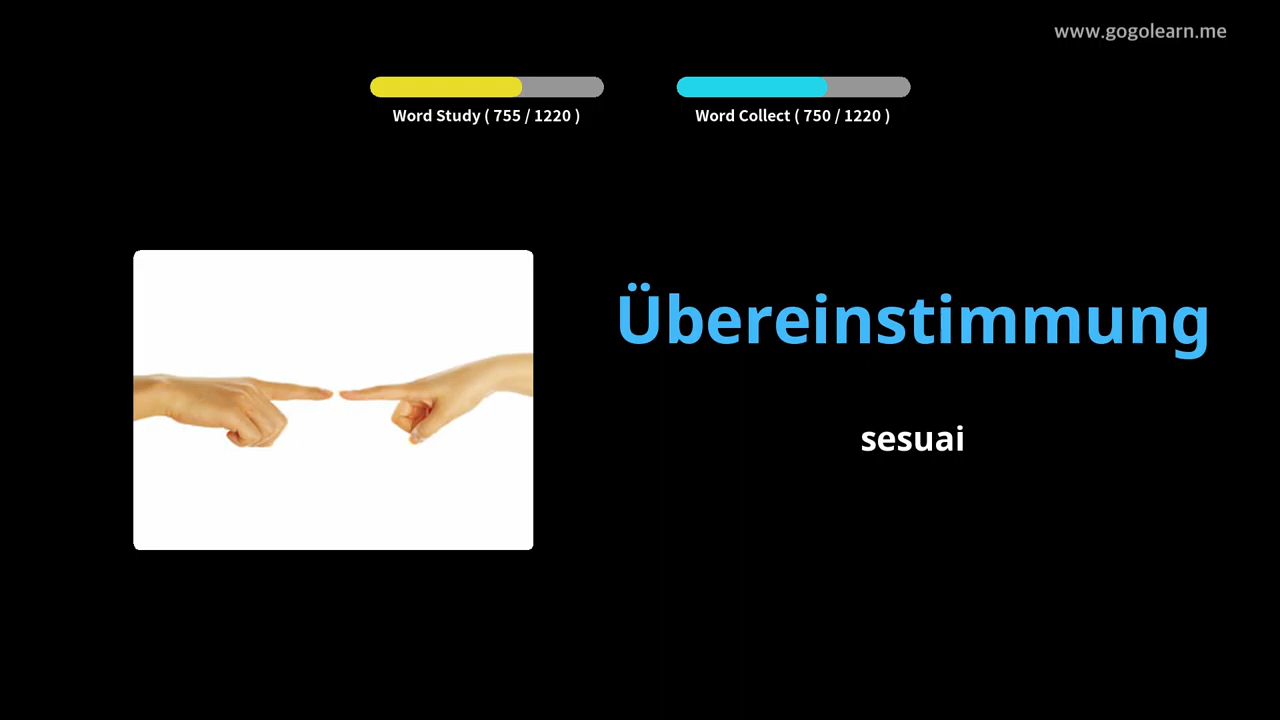 www.gogolearn.me
Word Study ( 755 / 1220 )
Word Collect ( 750 / 1220 )
Übereinstimmung
sesuai